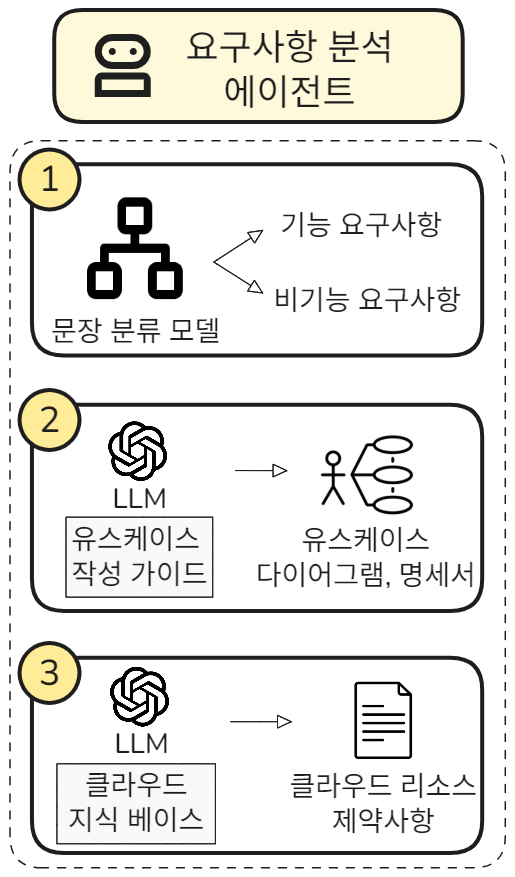 요구사항 분석
에이전트
1
기능 요구사항
비기능 요구사항
문장 분류 모델
2
LLM
유스케이스
작성 가이드
유스케이스
다이어그램, 명세서
3
LLM
클라우드
지식 베이스
클라우드 리소스
제약사항